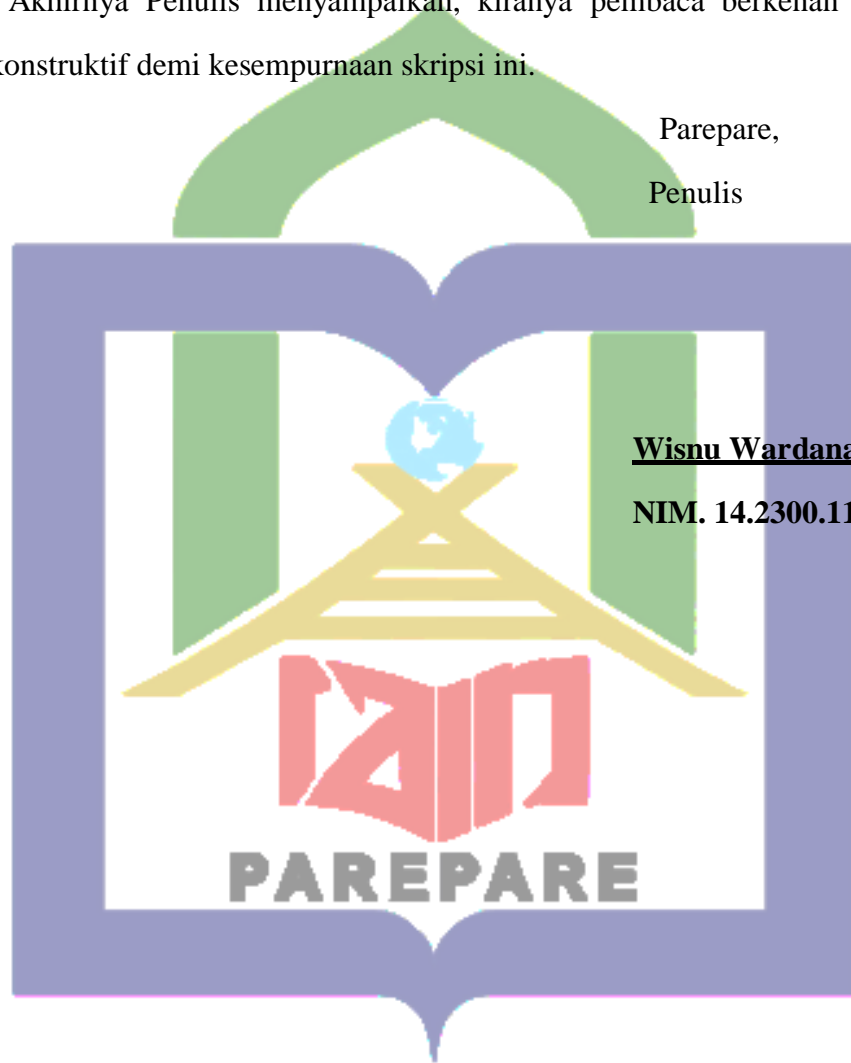 Akhirnya Penulis menyampaikan, kiranya pembaca berkenan
konstruktif demi kesempurnaan skripsi ini.
Parepare,
Penulis
Wisnu Wardana
NIM. 14.2300.11
iain
PAREPARE